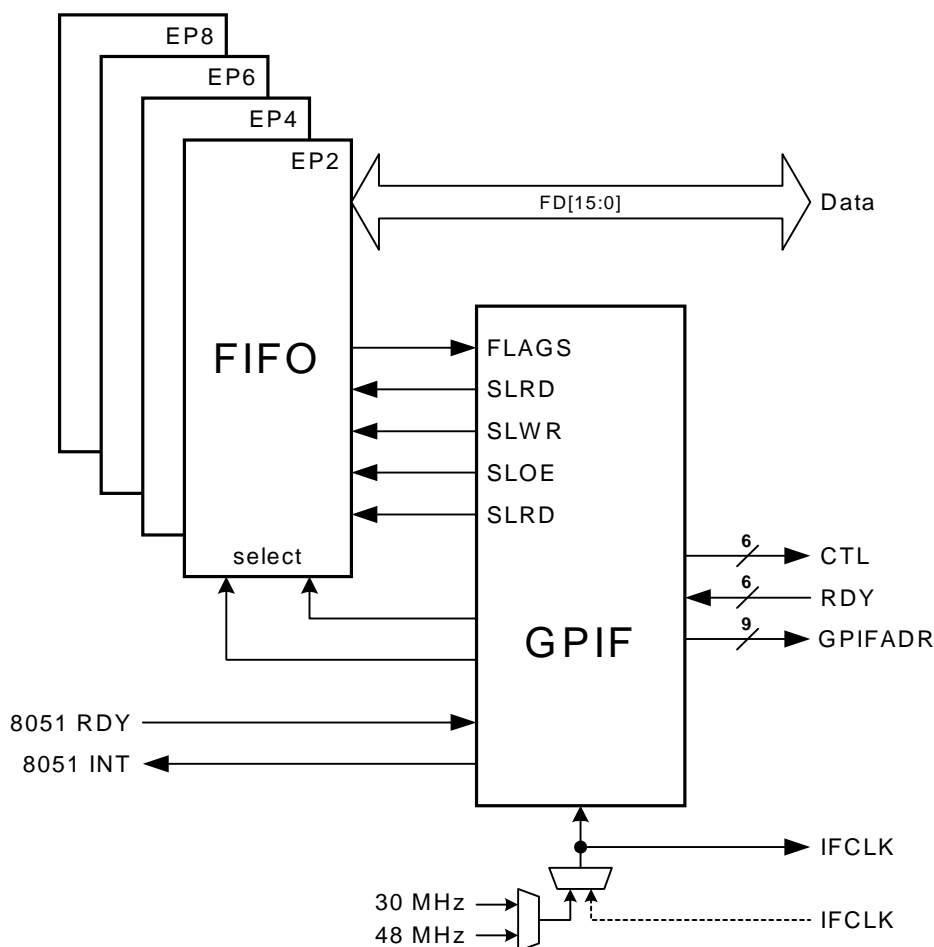 EP8
EP6
EP4
EP2
FD[15:0]
Data
FIFO
FLAGS
SLRD
SLWR
SLOE
SLRD
select
6
CTL
6
RDY
9
GPIFADR
GPIF
8051 RDY
8051 INT
IFCLK
30 MHz
48 MHz
IFCLK